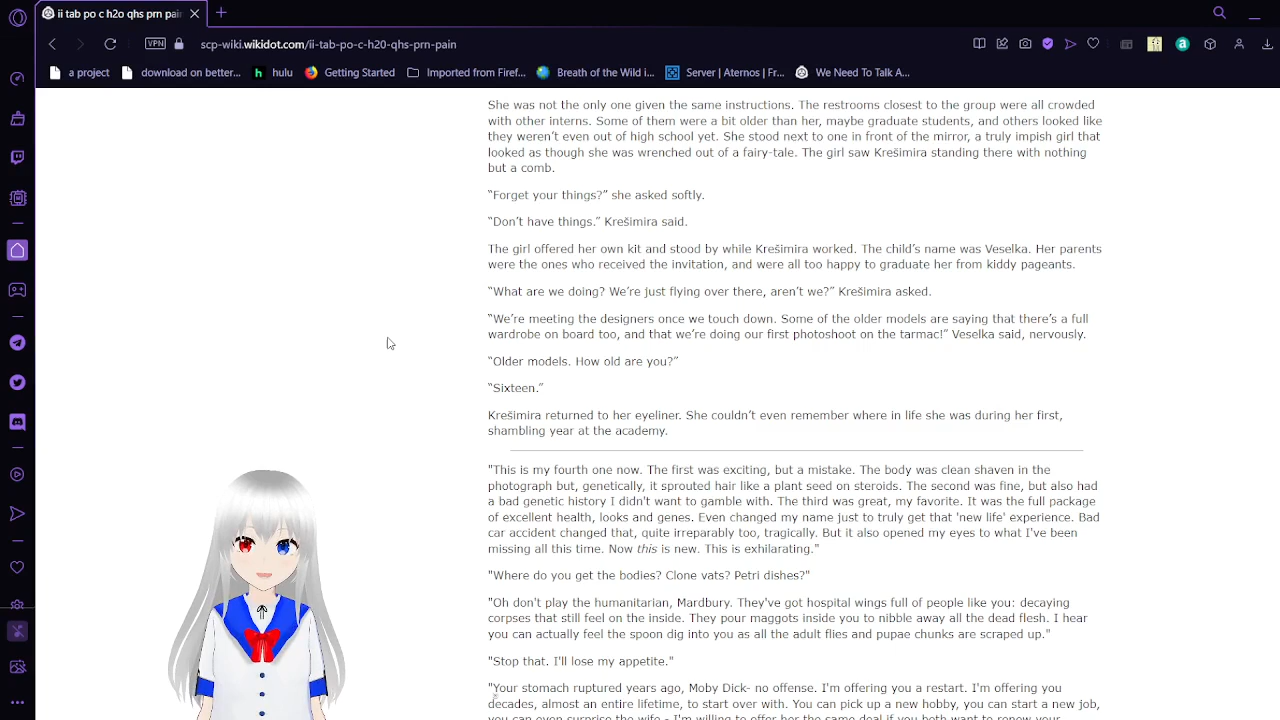 ii tab po c h2o qhs prn pain
VPN
scp-wiki.wikidot.com/ii-tab-po-c-h20-qhs-prn-pain
a project
download on better...
hulu
Getting Started
Imported from Firef...
Breath of the Wild i...
Server | Aternos | Fr...
We Need To Talk A...
She was not the only one given the same instructions. The restrooms closest to the group were all crowded
with other interns. Some of them were a bit older than her, maybe graduate students, and others looked like
they weren’t even out of high school yet. She stood next to one in front of the mirror, a truly impish girl that
looked as though she was wrenched out of a fairy-tale. The girl saw Krešimira standing there with nothing
but a comb.
“Forget your things?” she asked softly.
“Don’t have things.” Krešimira said.
The girl offered her own kit and stood by while Krešimira worked. The child’s name was Veselka. Her parents
were the ones who received the invitation, and were all too happy to graduate her from kiddy pageants.
“What are we doing? We’re just flying over there, aren’t we?” Krešimira asked.
“We’re meeting the designers once we touch down. Some of the older models are saying that there’s a full
wardrobe on board too, and that we’re doing our first photoshoot on the tarmac!” Veselka said, nervously.
“Older models. How old are you?”
“Sixteen.”
Krešimira returned to her eyeliner. She couldn’t even remember where in life she was during her first,
shambling year at the academy.
"This is my fourth one now. The first was exciting, but a mistake. The body was clean shaven in the
photograph but, genetically, it sprouted hair like a plant seed on steroids. The second was fine, but also had
a bad genetic history I didn't want to gamble with. The third was great, my favorite. It was the full package
of excellent health, looks and genes. Even changed my name just to truly get that 'new life' experience. Bad
car accident changed that, quite irreparably too, tragically. But it also opened my eyes to what I've been
missing all this time. Now this is new. This is exhilarating."
"Where do you get the bodies? Clone vats? Petri dishes?"
"Oh don't play the humanitarian, Mardbury. They've got hospital wings full of people like you: decaying
corpses that still feel on the inside. They pour maggots inside you to nibble away all the dead flesh. I hear
you can actually feel the spoon dig into you as all the adult flies and pupae chunks are scraped up."
"Stop that. I'll lose my appetite."
"Your stomach ruptured years ago, Moby Dick- no offense. I'm offering you a restart. I'm offering you
decades, almost an entire lifetime, to start over with. You can pick up a new hobby, you can start a new job,
you can even surprise the wife - I'm willing to offer her the same deal if you both want to renew your